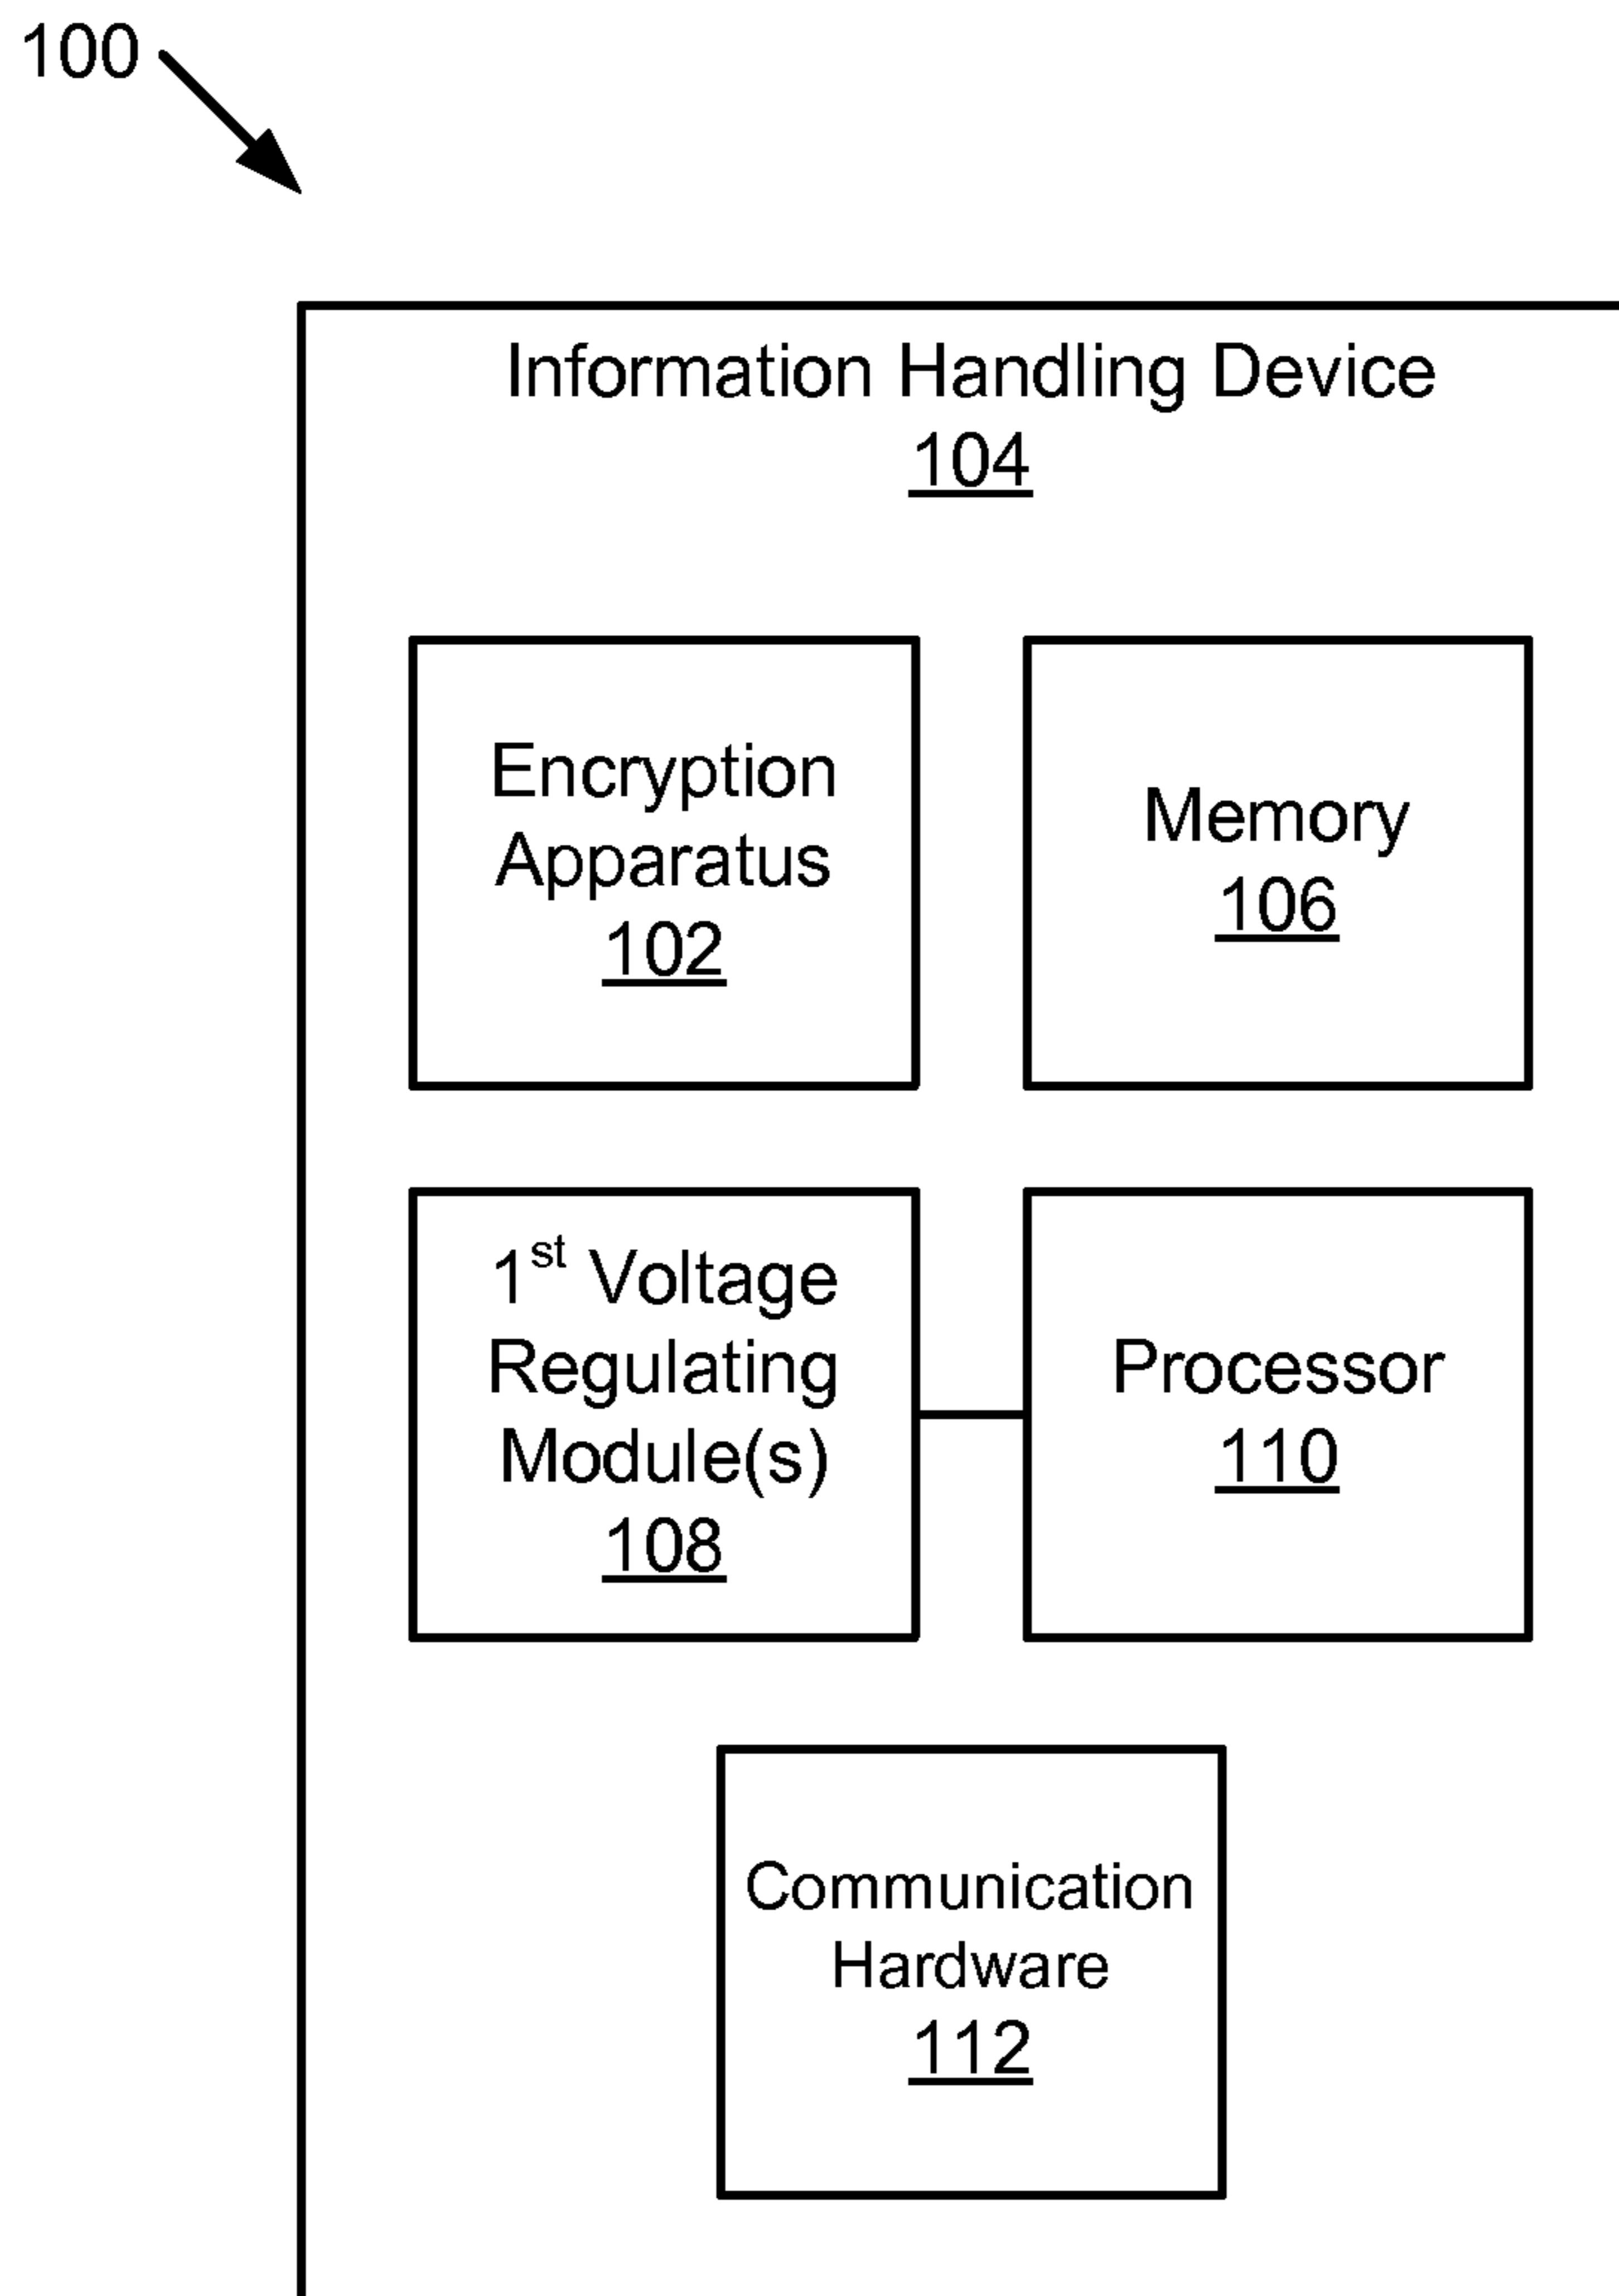 100
Information Handling Device
104
Encryption
Apparatus
102
Memory
106
1st Voltage
Regulating
Module(s)
108
Processor
110
Communication
Hardware
112